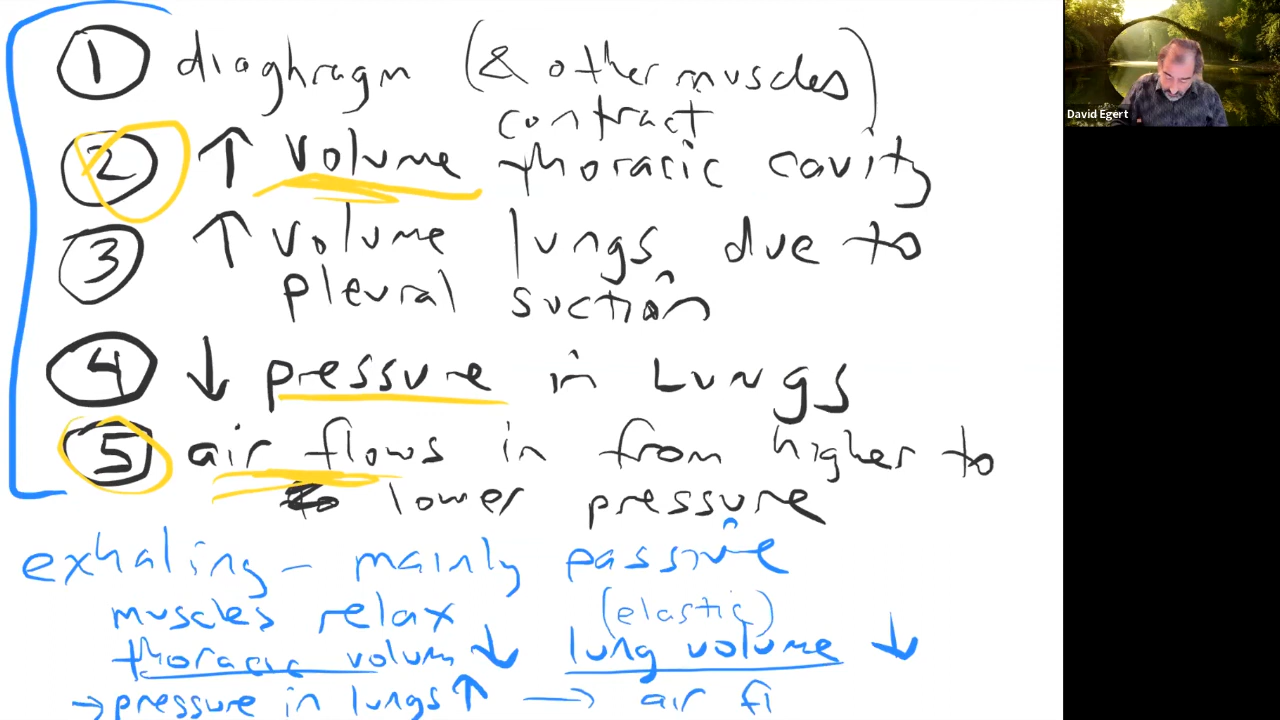 1 diaghragm (& other muscles)
contract
2 ↑ volume thoracic cavity
3 ↑ volume lungs due to
pleural suction
4 ↓ pressure in Lungs
5 air flows in from higher to
lower pressure
exhaling - mainly passive
muscles relax (elastic)
thoracic volum ↓ lung volume ↓
→ pressure in lungs ↑ → air fl
David Egert